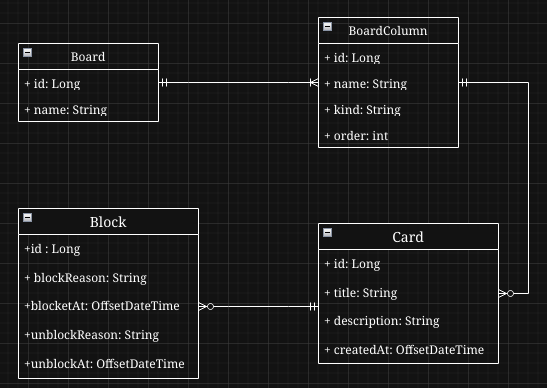 Board
+ id: Long
+ name: String
BoardColumn
+ id: Long
+ name: String
+ kind: String
+ order: int
Block
+id : Long
+ blockReason: String
+blocketAt: OffsetDateTime
+unblockReason: String
+unblockAt: OffsetDateTime
Card
+ id: Long
+ title: String
+ description: String
+ createdAt: OffsetDateTime